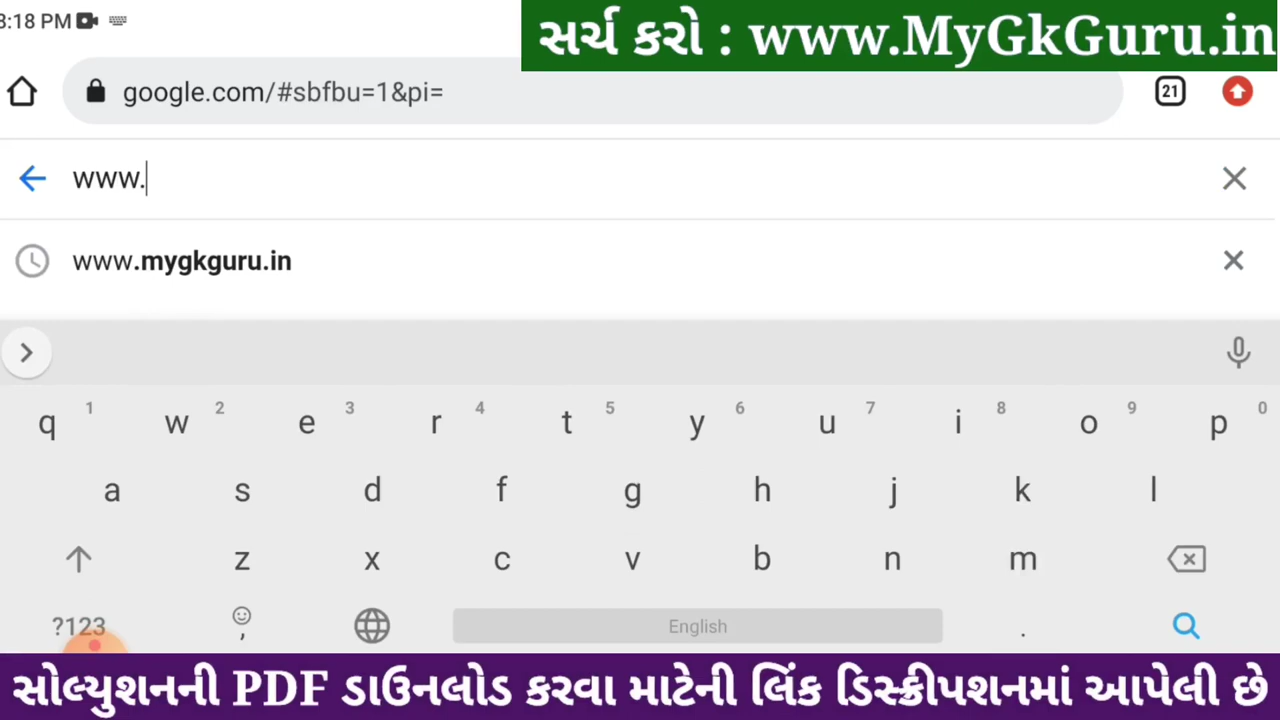 3:18 PM
સર્ચ કરો : www.MyGkGuru.in
google.com/#sbfbu=1&pi=
21
www.
www.mygkguru.in
q 1 w 2 e 3 r 4 t 5 y 6 u 7 i 8 o 9 p 0
a s d f g h j k l
z x c v b n m
?123 , English .
સોલ્યુશનની PDF ડાઉનલોડ કરવા માટેની લિંક ડિસ્ક્રીપશનમાં આપેલી છે